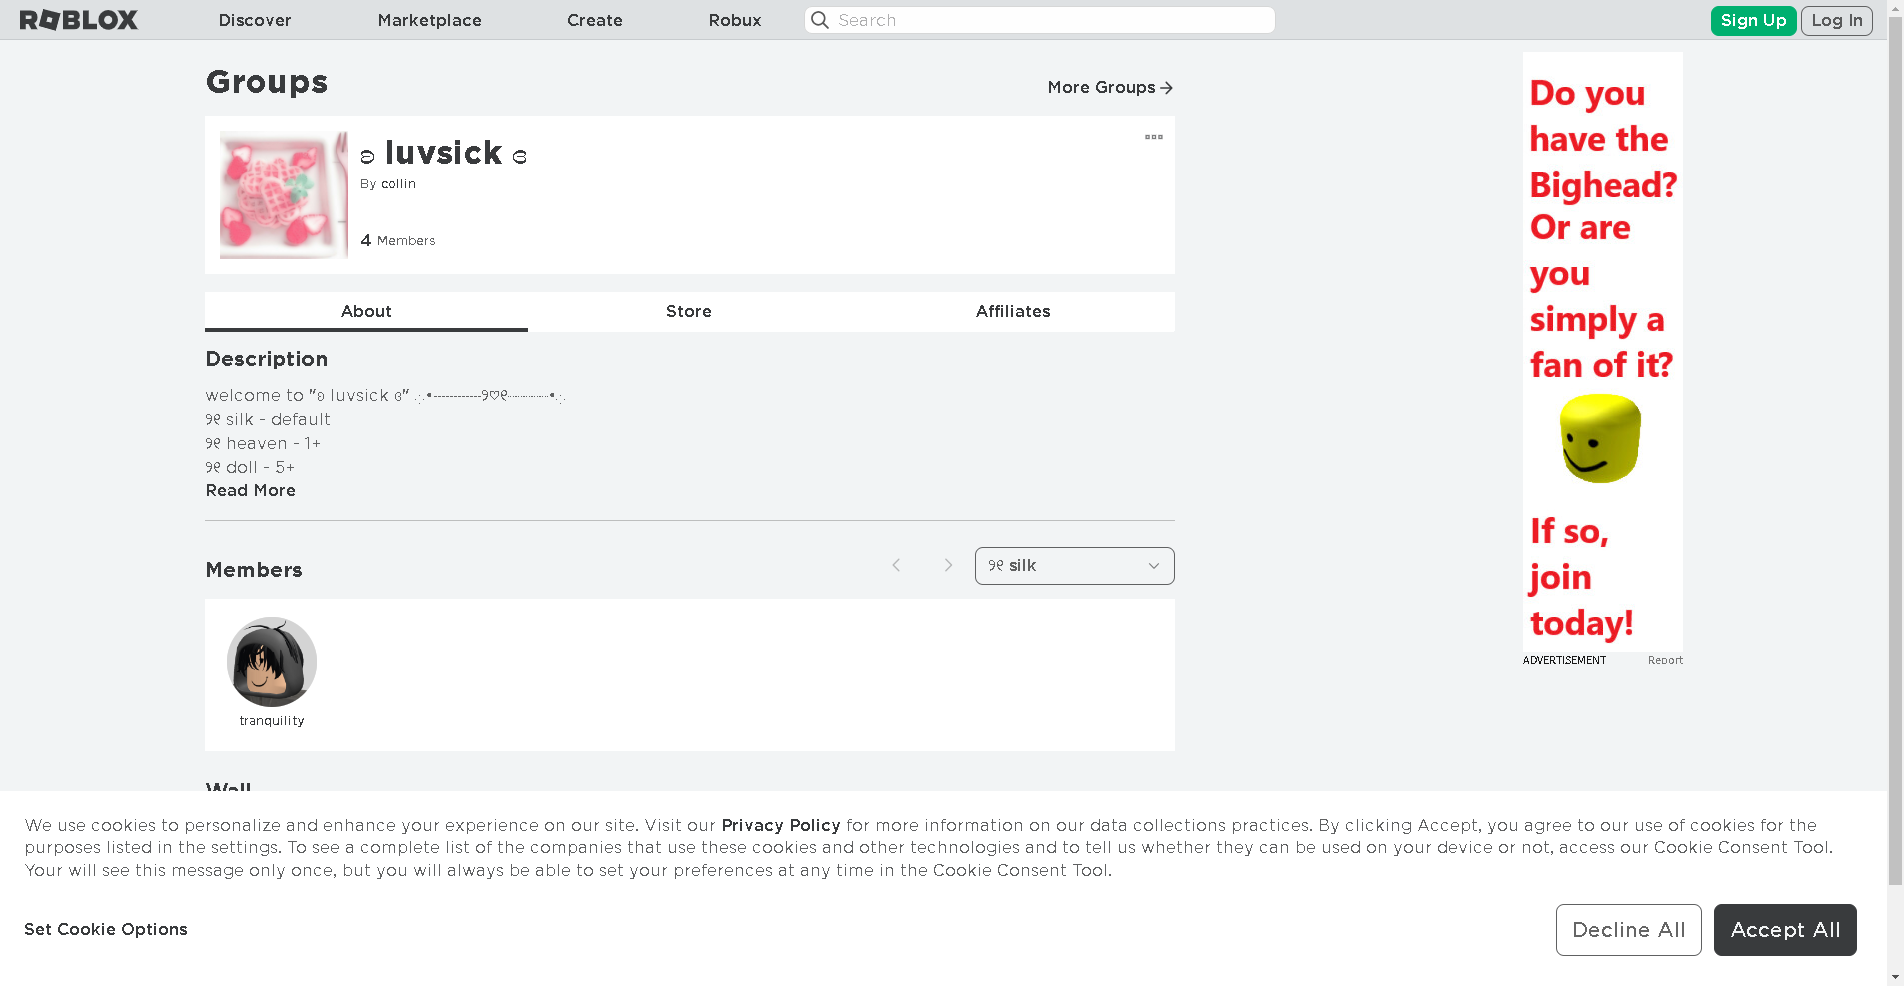 ROBLOX
Discover
Marketplace
Create
Robux
Search
Sign Up
Log In
Groups
More Groups
ʚ luvsick ɞ
By collin
4 Members
About
Store
Affiliates
Description
welcome to "ʚ luvsick ɞ" ⁎⁺˳•┈┈┈┈୨♡୧┈┈┈┈•˳⁺⁎
୨୧ silk - default
୨୧ heaven - 1+
୨୧ doll - 5+
Read More
Members
୨୧ silk
tranquility
Wall
Do you
have the
Bighead?
Or are
you
simply a
fan of it?
If so,
join
today!
ADVERTISEMENT
Report
We use cookies to personalize and enhance your experience on our site. Visit our Privacy Policy for more information on our data collections practices. By clicking Accept, you agree to our use of cookies for the
purposes listed in the settings. To see a complete list of the companies that use these cookies and other technologies and to tell us whether they can be used on your device or not, access our Cookie Consent Tool.
Your will see this message only once, but you will always be able to set your preferences at any time in the Cookie Consent Tool.
Set Cookie Options
Decline All
Accept All